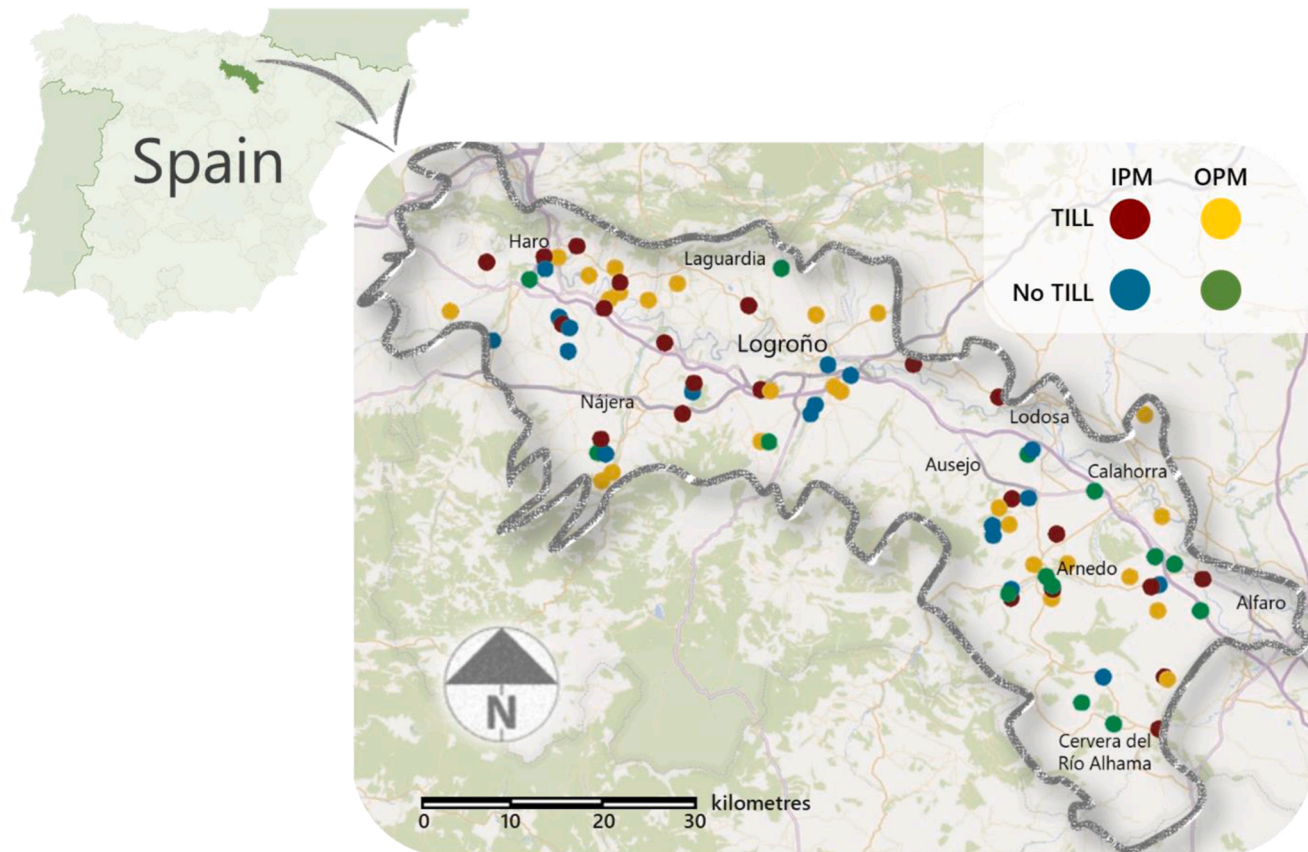 Spain
IPM OPM
TILL
No TILL
Haro
Laguardia
Logroño
Nájera
Lodosa
Ausejo
Calahorra
Arnedo
Alfaro
Cervera del
Río Alhama
N
kilometres
0 10 20 30